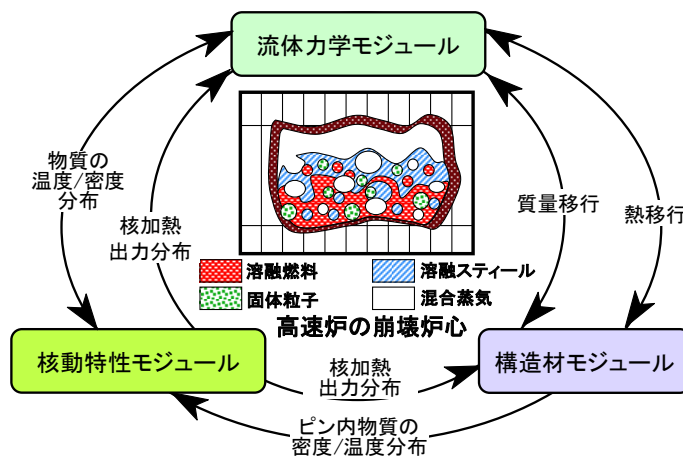 流体力学モジュール
物質の
温度/密度
分布
核加熱
出力分布
質量移行
熱移行
溶融燃料
溶融スティール
固体粒子
混合蒸気
高速炉の崩壊炉心
核動特性モジュール
核加熱
出力分布
構造材モジュール
ピン内物質の
密度/温度分布